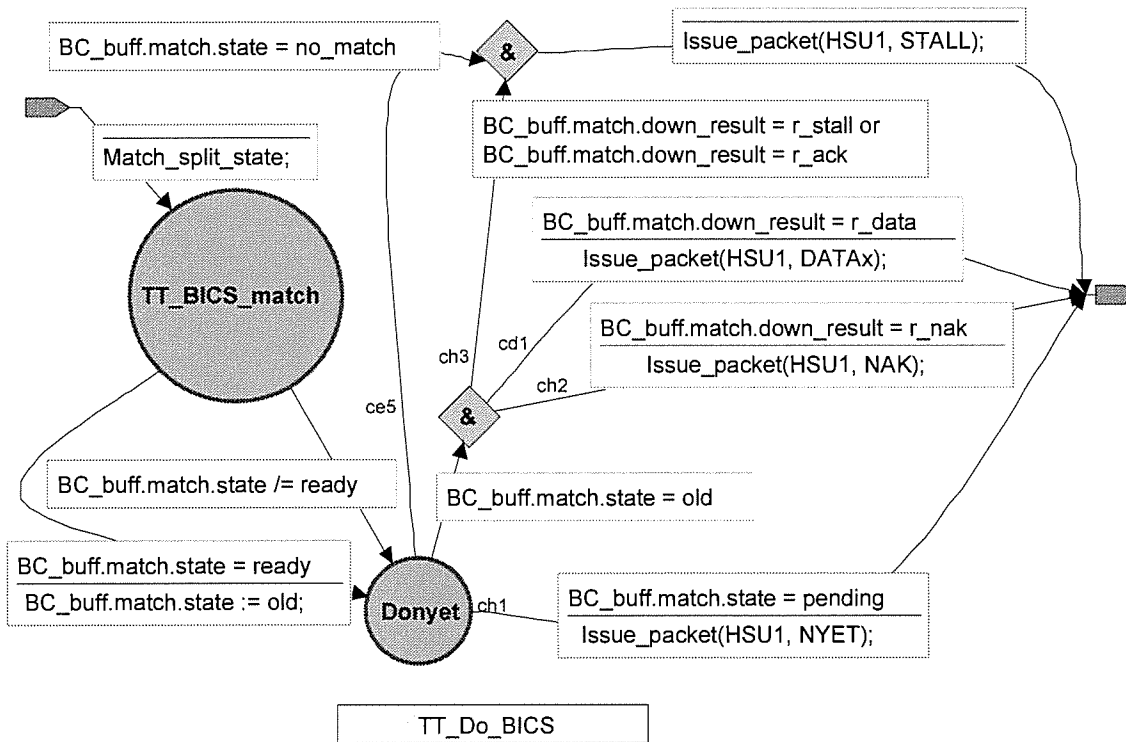 BC_buff.match.state = no_match
&
Issue_packet(HSU1, STALL);
Match_split_state;
BC_buff.match.down_result = r_stall or
BC_buff.match.down_result = r_ack
BC_buff.match.down_result = r_data
Issue_packet(HSU1, DATAx);
TT_BICS_match
BC_buff.match.down_result = r_nak
Issue_packet(HSU1, NAK);
ch3
cd1
ch2
ce5
&
BC_buff.match.state /= ready
BC_buff.match.state = old
BC_buff.match.state = ready
BC_buff.match.state := old;
Donyet
ch1
BC_buff.match.state = pending
Issue_packet(HSU1, NYET);
TT_Do_BICS